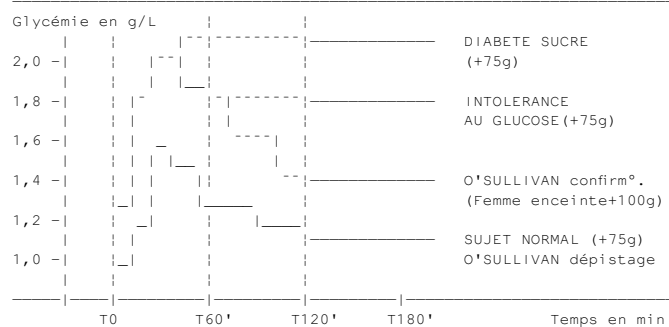 Glycémie en g/L
DIABETE SUCRE
2,0
(+75g)
1,8
INTOLERANCE
AU GLUCOSE(+75g)
1,6
1,4
O'SULLIVAN confirm°.
(Femme enceinte+100g)
1,2
SUJET NORMAL (+75g)
1,0
O'SULLIVAN dépistage
T0 T60' T120' T180' Temps en min